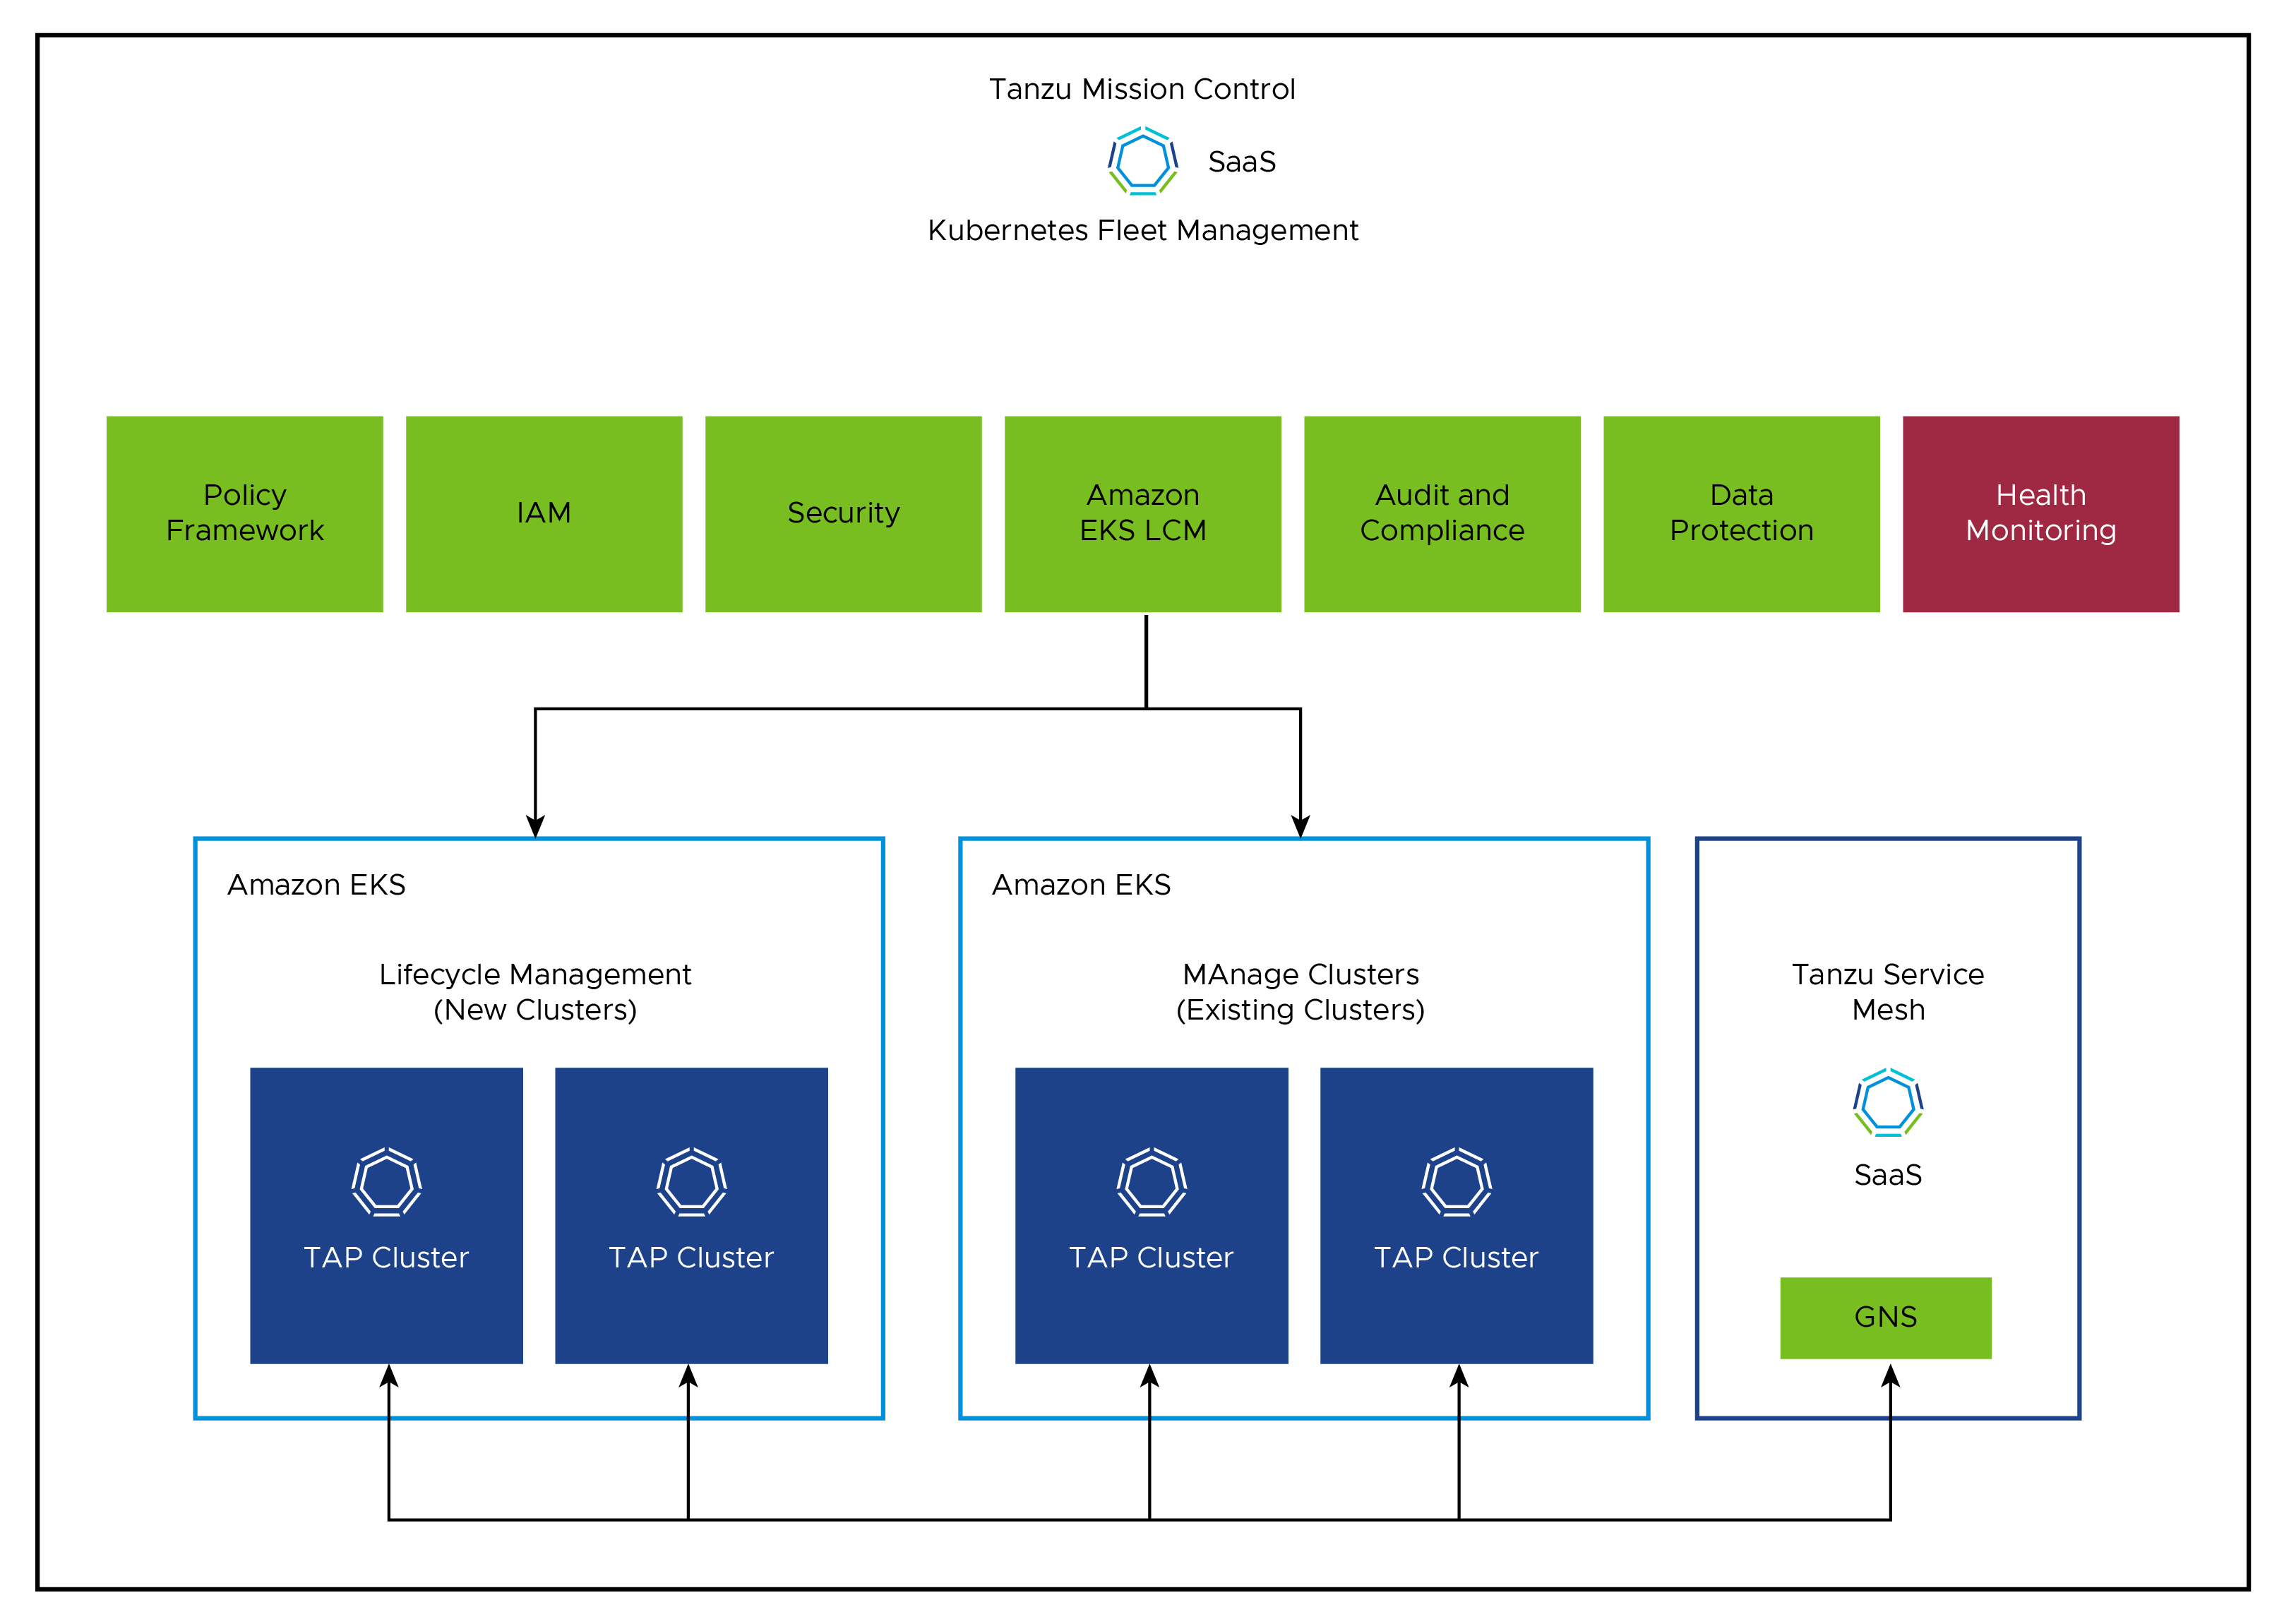 Tanzu Mission Control
SaaS
Kubernetes Fleet Management
Policy
Framework
IAM
Security
Amazon
EKS LCM
Audit and
Compliance
Data
Protection
Health
Monitoring
Amazon EKS
Lifecycle Management
(New Clusters)
TAP Cluster
TAP Cluster
Amazon EKS
MAnage Clusters
(Existing Clusters)
TAP Cluster
TAP Cluster
Tanzu Service
Mesh
SaaS
GNS